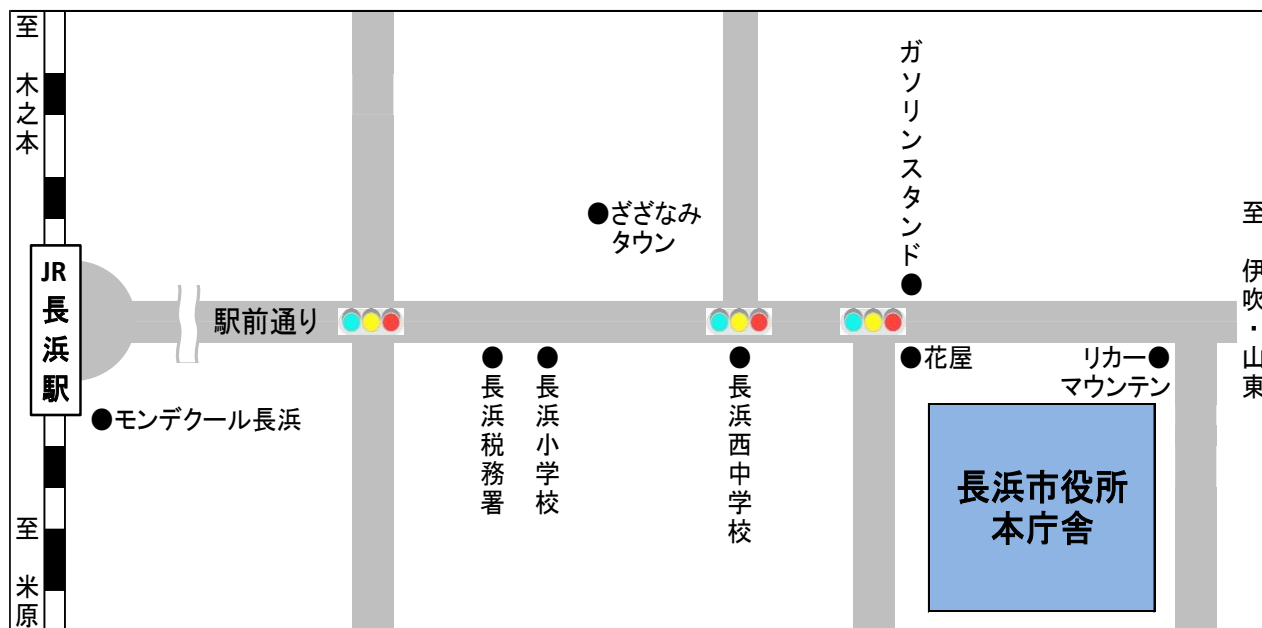 至 木之本
JR長浜駅
至 米原
駅前通り
●モンデクール長浜
●ざざなみ
タウン
ガソリンスタンド●
●長浜税務署
●長浜小学校
●長浜西中学校
●花屋
リカー●
マウンテン
長浜市役所
本庁舎
至 伊吹・山東